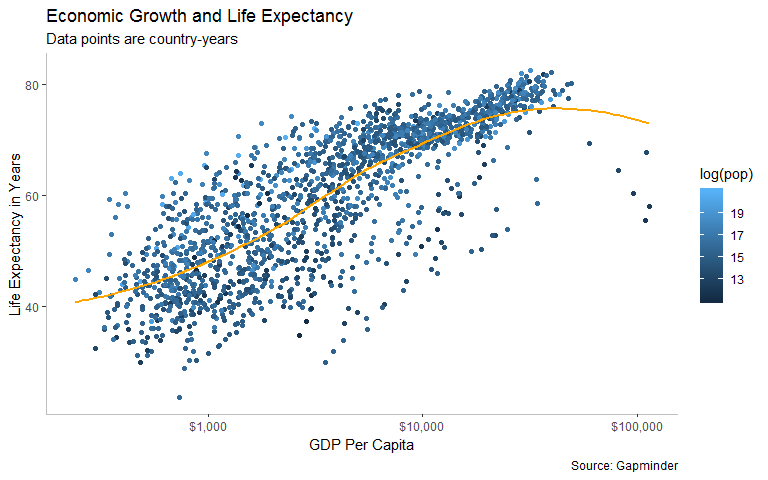 Economic Growth and Life Expectancy
Data points are country-years
Life Expectancy in Years
80
60
40
$1,000
$10,000
$100,000
GDP Per Capita
log(pop)
19
17
15
13
Source: Gapminder